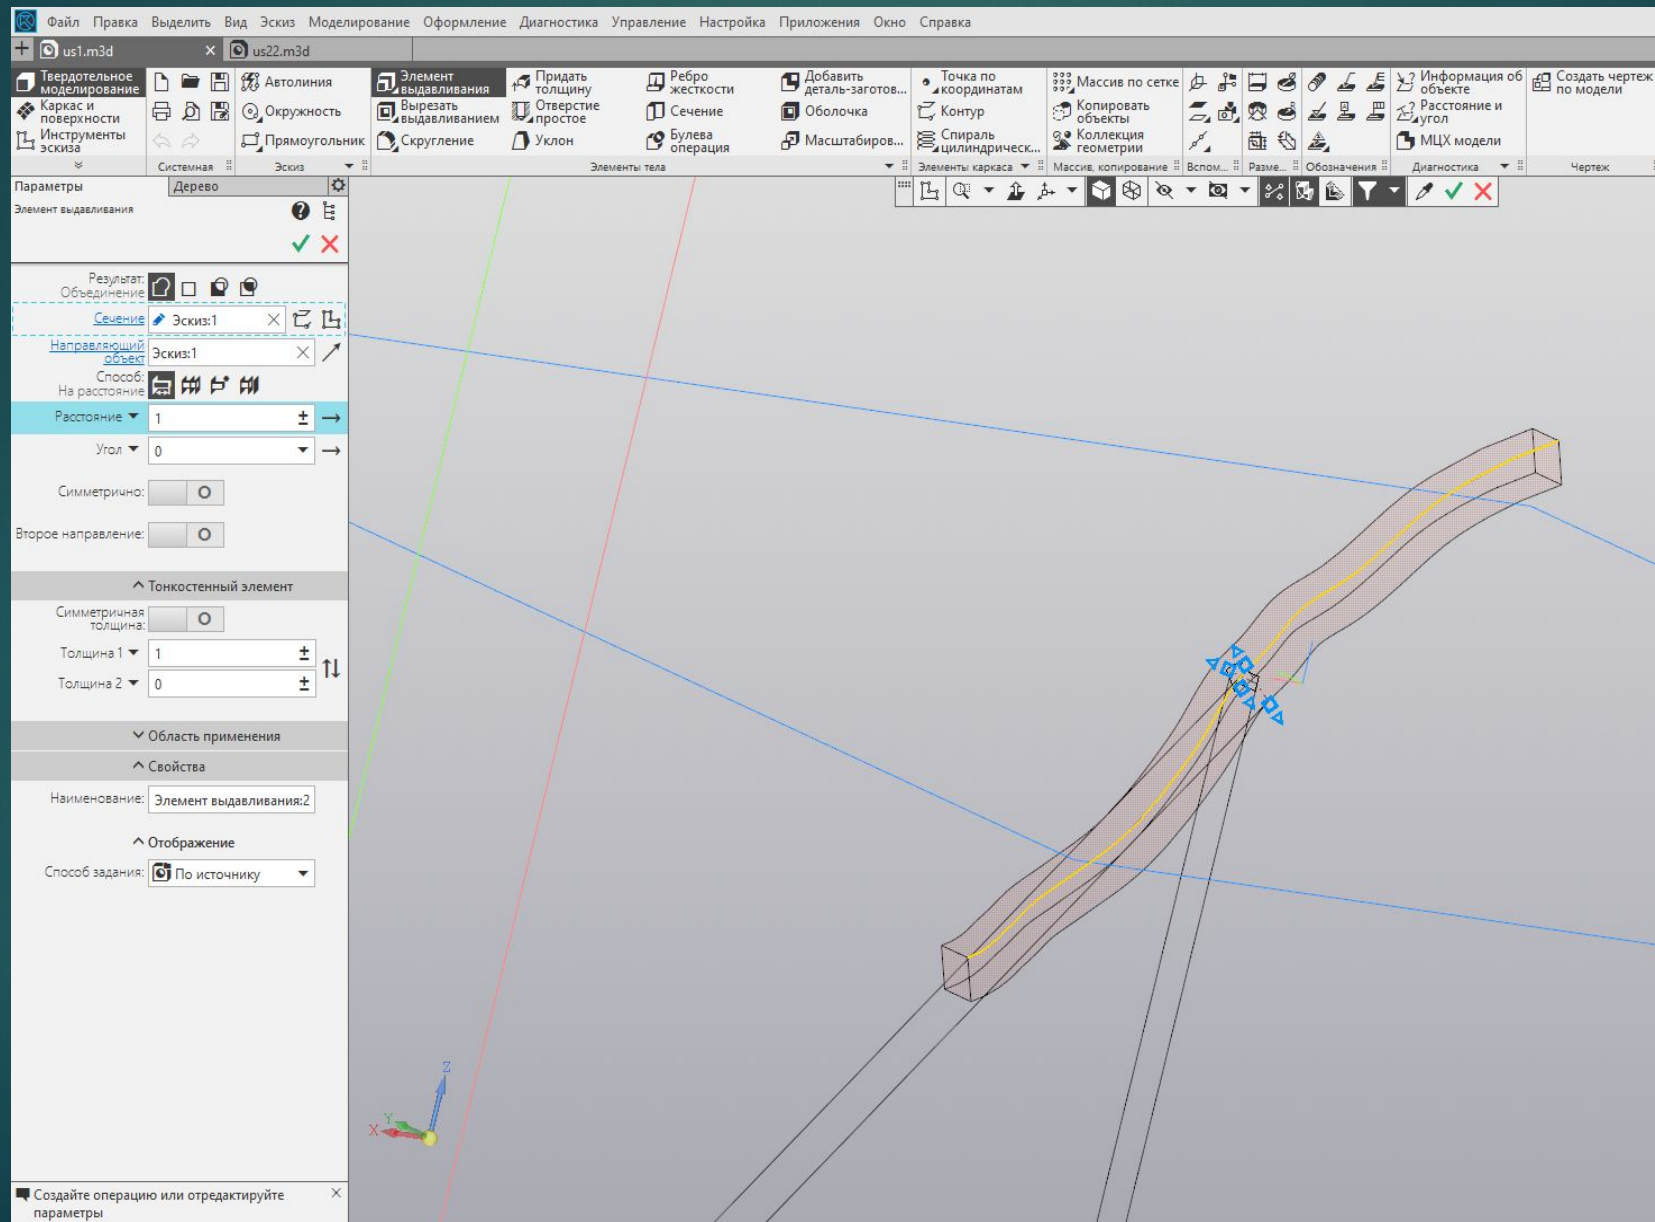 Файл Правка Выделить Вид Эскиз Моделирование Оформление Диагностика Управление Настройка Приложения Окно Справка
us1.m3d
us22.m3d
Твердотельное моделирование
Каркас и поверхности
Инструменты эскиза
Системная
Автолиния
Окружность
Прямоугольник
Эскиз
Элемент выдавливания
Вырезать выдавливанием
Скругление
Придать толщину
Отверстие простое
Уклон
Ребро жесткости
Сечение
Булева операция
Добавить деталь-заготов...
Оболочка
Масштабиров...
Элементы тела
Точка по координатам
Контур
Спираль цилиндрическ...
Элементы каркаса
Массив по сетке
Копировать объекты
Коллекция геометрии
Массив, копирование
Вспом...
Разме...
Обозначения
Информация об объекте
Расстояние и угол
МЦХ модели
Диагностика
Создать чертеж по модели
Чертеж
Параметры
Дерево
Элемент выдавливания
Результат:
Объединение
Сечение
Эскиз:1
Направляющий объект
Эскиз:1
Способ:
На расстояние
Расстояние
1
Угол
0
Симметрично:
Второе направление:
Тонкостенный элемент
Симметричная толщина:
Толщина 1
1
Толщина 2
0
Область применения
Свойства
Наименование:
Элемент выдавливания:2
Отображение
Способ задания:
По источнику
Z
Y
X
Создайте операцию или отредактируйте
параметры